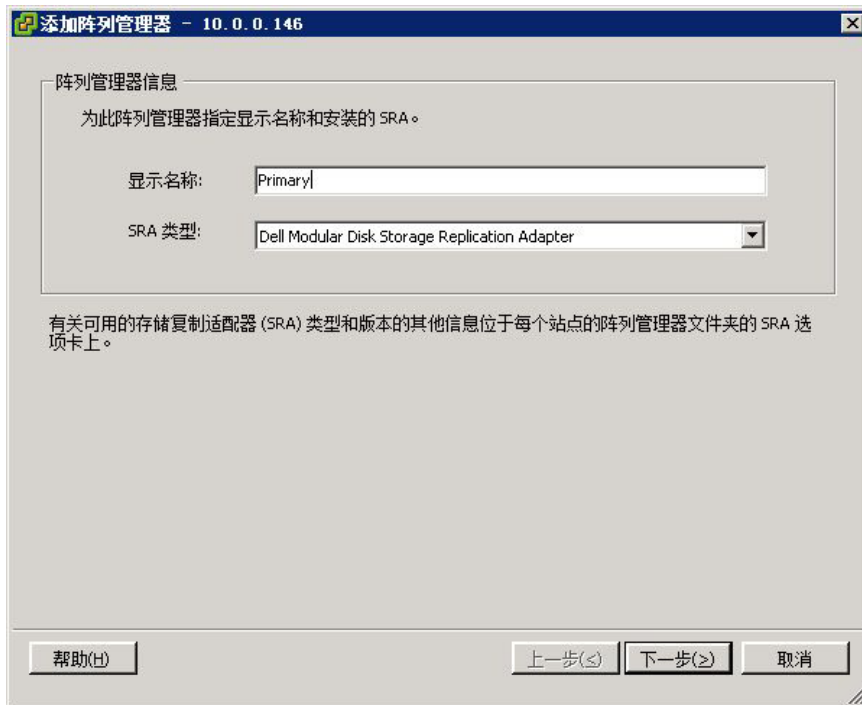 添加阵列管理器 - 10.0.0.146
阵列管理器信息
为此阵列管理器指定显示名称和安装的 SRA。
显示名称:
Primary
SRA 类型:
Dell Modular Disk Storage Replication Adapter
有关可用的存储复制适配器 (SRA) 类型和版本的其他信息位于每个站点的阵列管理器文件夹的 SRA 选
项卡上。
帮助(H)
上一步(<)
下一步(>)
取消